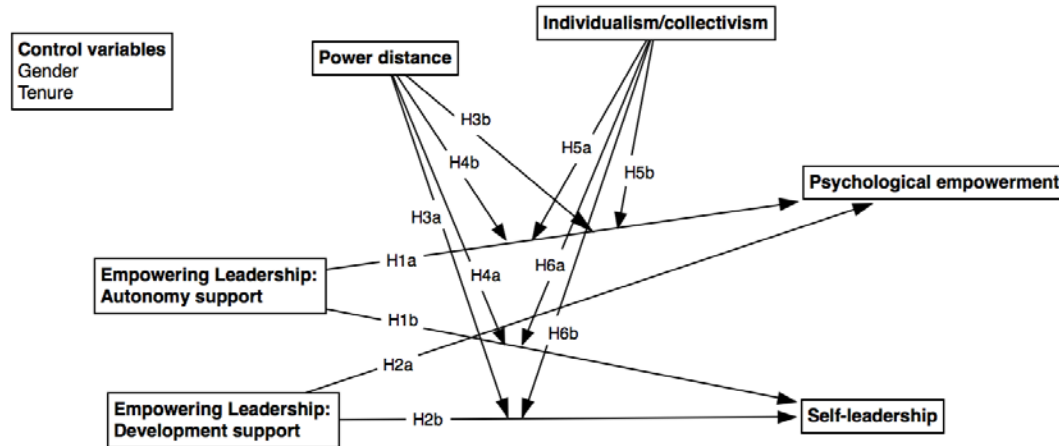 Individualism/collectivism
Control variables
Gender
Tenure
Power distance
H3b
H4b
H5a
H5b
Psychological empowerment
H3a
H1a
H4a
H6a
Empowering Leadership:
Autonomy support
H1b
H6b
H2a
Empowering Leadership:
Development support
H2b
Self-leadership